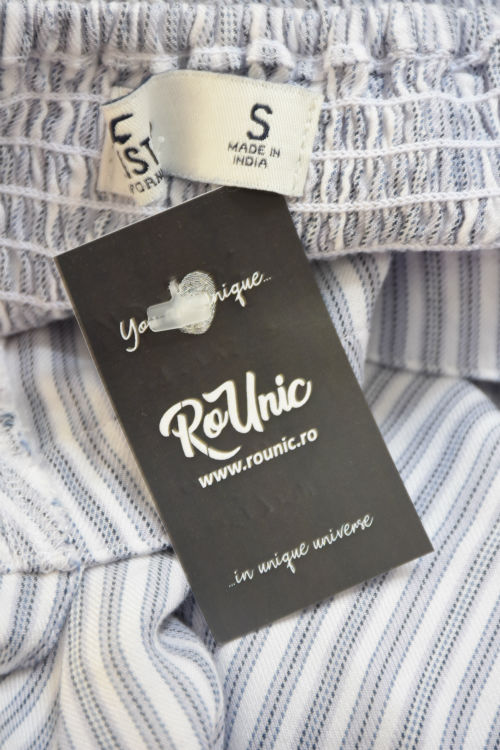 S
MADE IN
INDIA
RoUnic
www.rounic.ro
...in unique universe